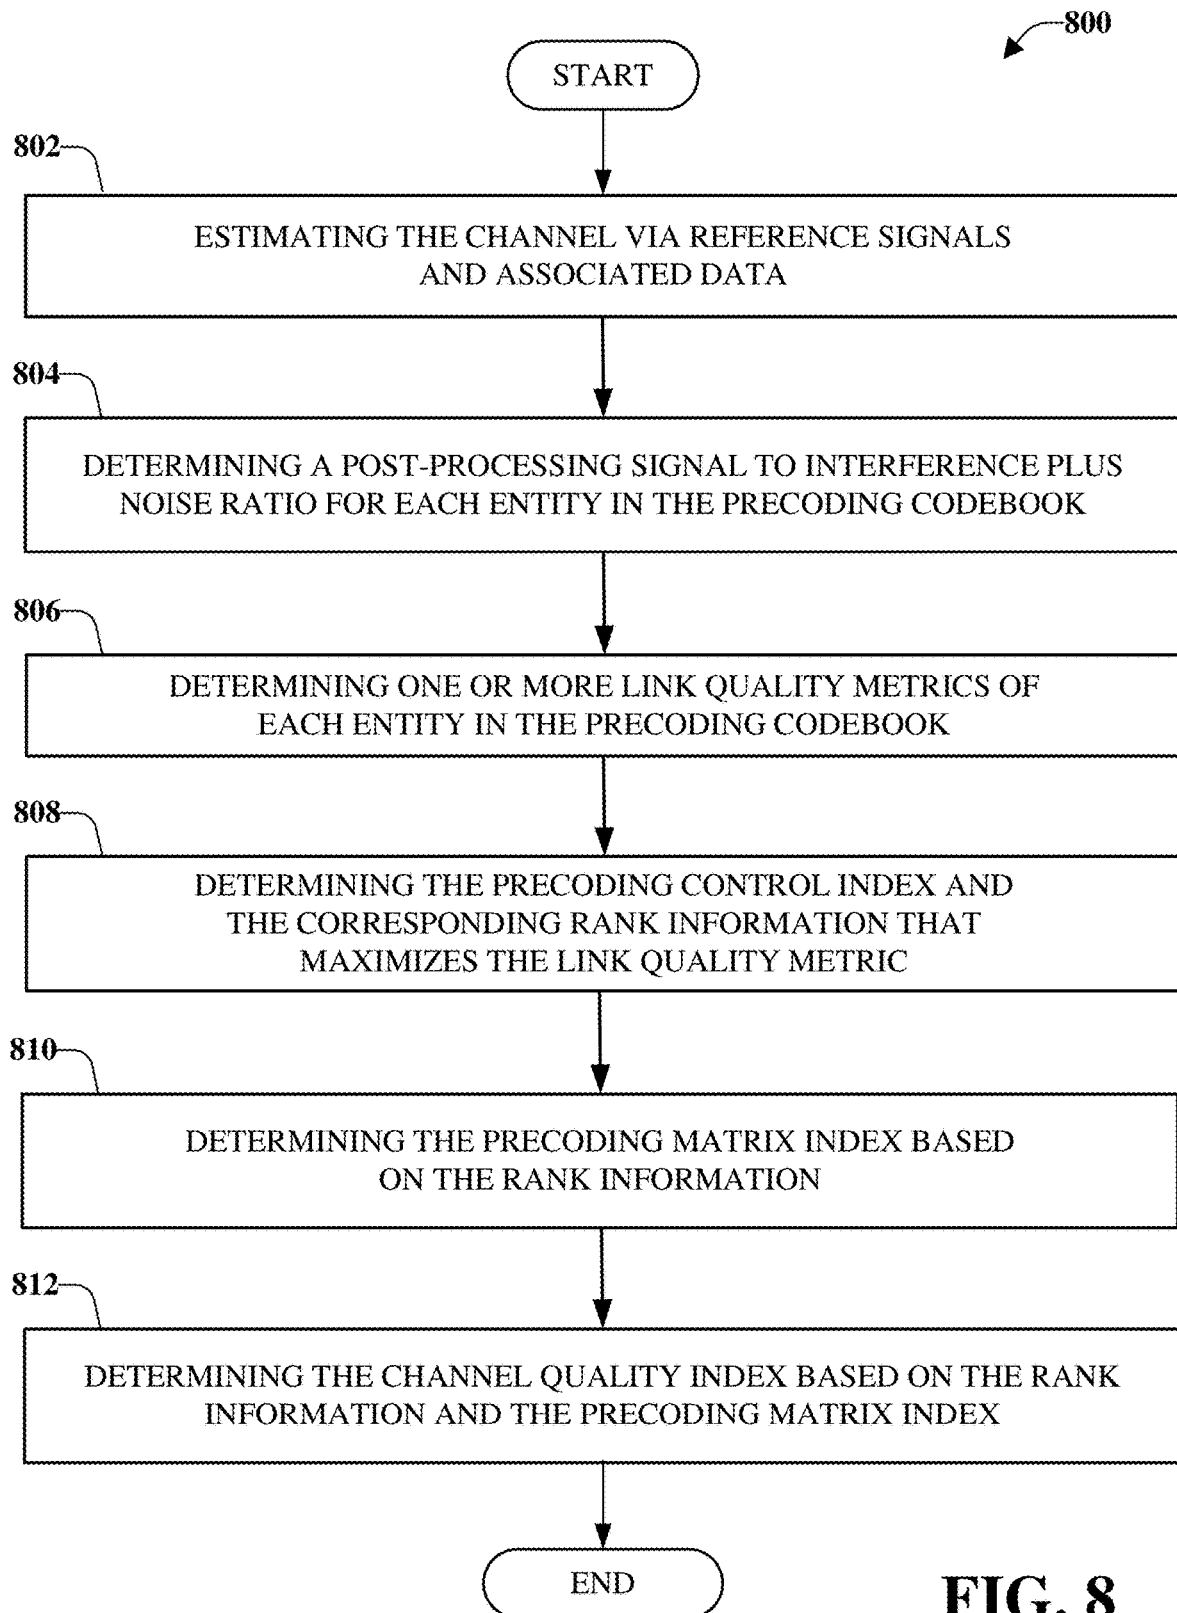 800
START
802
ESTIMATING THE CHANNEL VIA REFERENCE SIGNALS
AND ASSOCIATED DATA
804
DETERMINING A POST-PROCESSING SIGNAL TO INTERFERENCE PLUS
NOISE RATIO FOR EACH ENTITY IN THE PRECODING CODEBOOK
806
DETERMINING ONE OR MORE LINK QUALITY METRICS OF
EACH ENTITY IN THE PRECODING CODEBOOK
808
DETERMINING THE PRECODING CONTROL INDEX AND
THE CORRESPONDING RANK INFORMATION THAT
MAXIMIZES THE LINK QUALITY METRIC
810
DETERMINING THE PRECODING MATRIX INDEX BASED
ON THE RANK INFORMATION
812
DETERMINING THE CHANNEL QUALITY INDEX BASED ON THE RANK
INFORMATION AND THE PRECODING MATRIX INDEX
END
FIG. 8